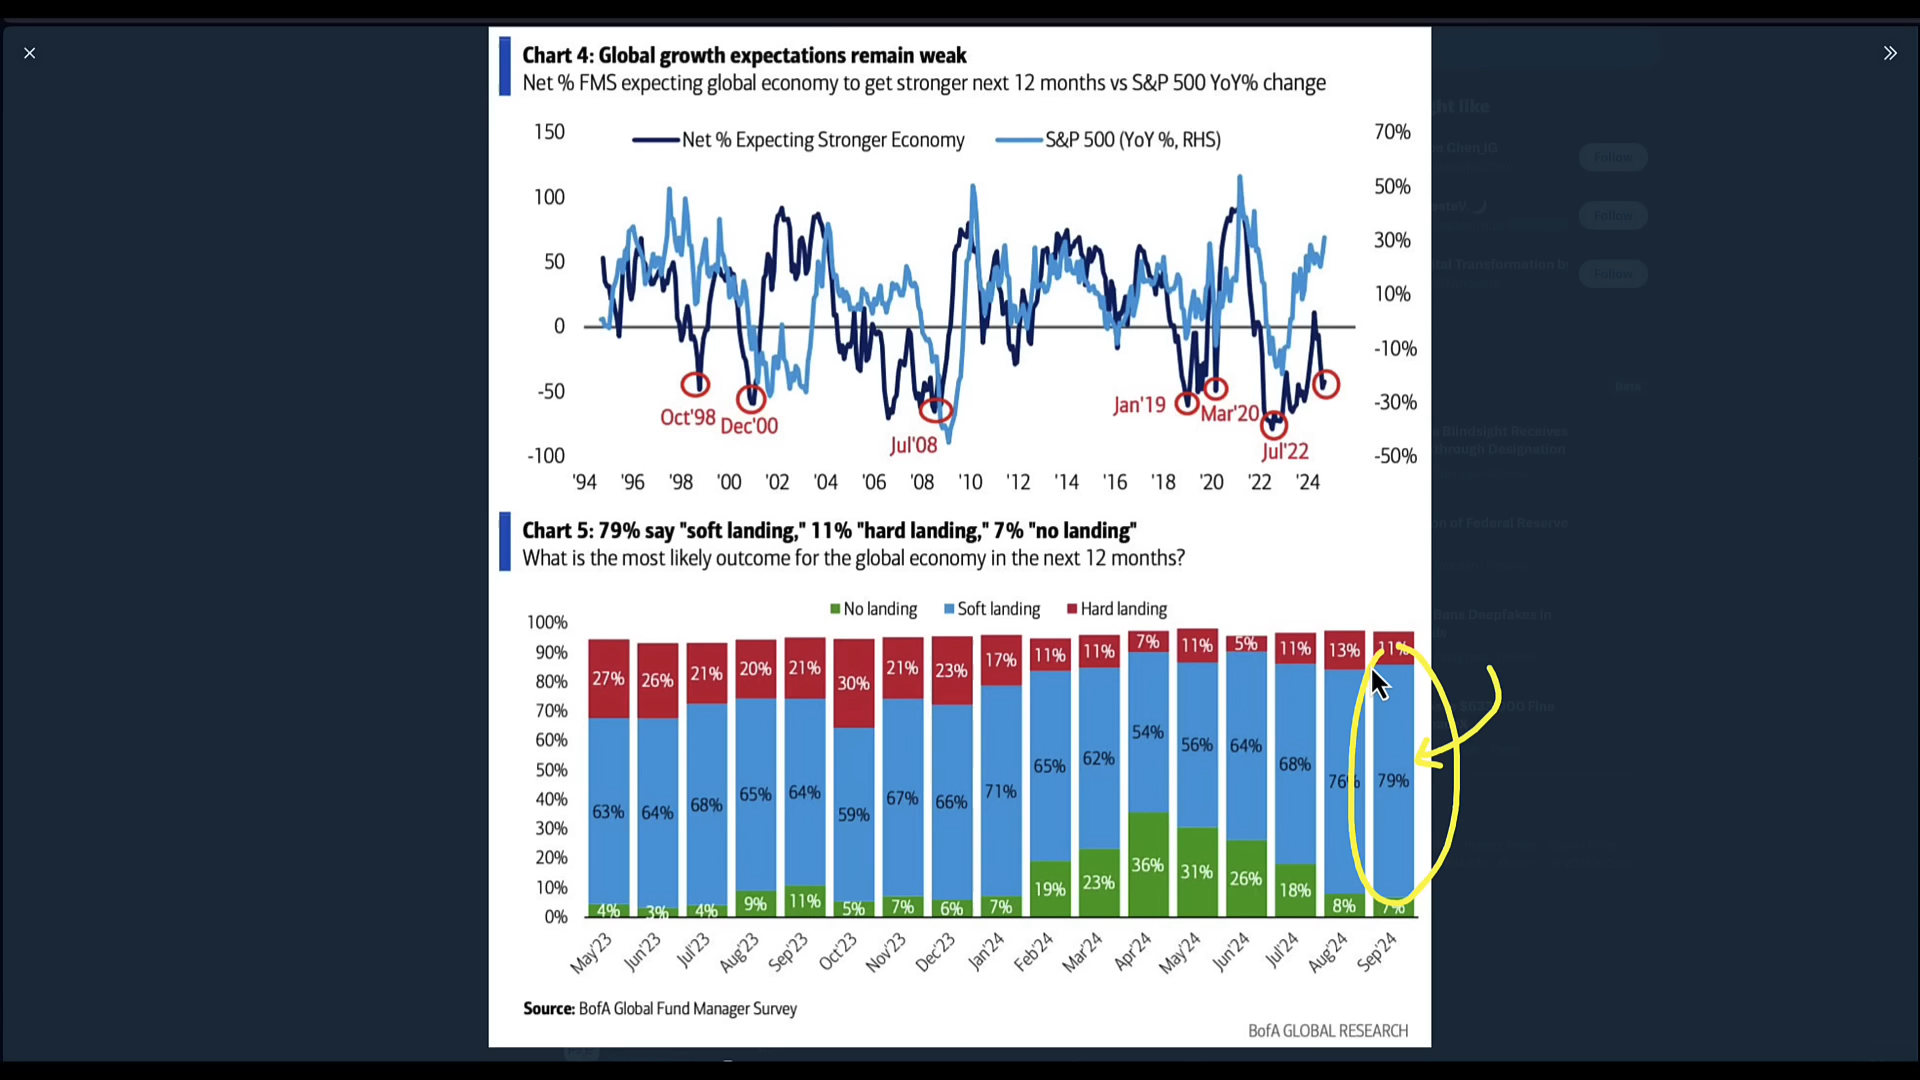 Chart 4: Global growth expectations remain weak
Net % FMS expecting global economy to get stronger next 12 months vs S&P 500 YoY% change
Net % Expecting Stronger Economy
S&P 500 (YoY %, RHS)
150
100
50
0
-50
-100
70%
50%
30%
10%
-10%
-30%
-50%
Oct'98
Dec'00
Jul'08
Jan'19
Mar'20
Jul'22
'94 '96 '98 '00 '02 '04 '06 '08 '10 '12 '14 '16 '18 '20 '22 '24
Chart 5: 79% say "soft landing," 11% "hard landing," 7% "no landing"
What is the most likely outcome for the global economy in the next 12 months?
No landing Soft landing Hard landing
100%
90%
80%
70%
60%
50%
40%
30%
20%
10%
0%
27% 26% 21% 20% 21% 30% 21% 23% 17% 11% 11% 7% 11% 5% 11% 13% 11%
63% 64% 68% 65% 64% 59% 67% 66% 71% 65% 62% 54% 56% 64% 68% 76% 79%
4% 3% 4% 9% 11% 5% 7% 6% 7% 19% 23% 36% 31% 26% 18% 8% 7%
May'23 Jun'23 Jul'23 Aug'23 Sep'23 Oct'23 Nov'23 Dec'23 Jan'24 Feb'24 Mar'24 Apr'24 May'24 Jun'24 Jul'24 Aug'24 Sep'24
Source: BofA Global Fund Manager Survey
BofA GLOBAL RESEARCH
Follow
Follow
Follow